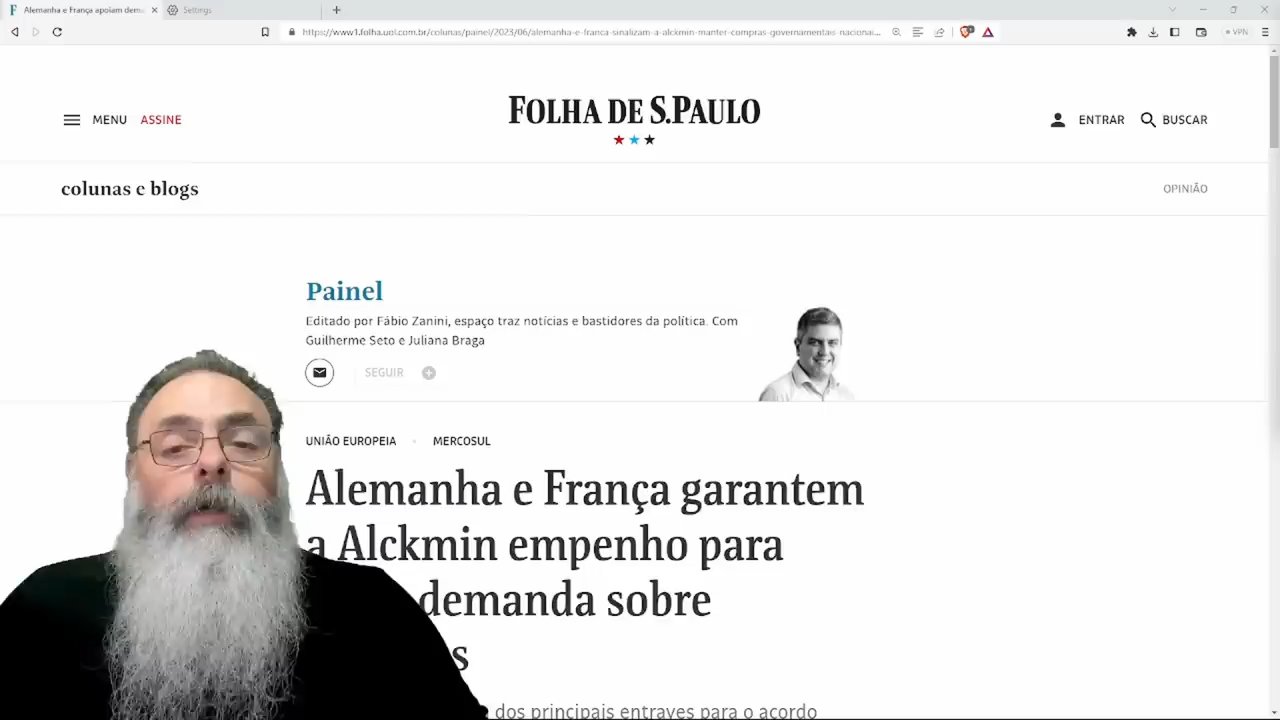 Alemanha e França apoiam dema
Settings
https://www1.folha.uol.com.br/colunas/painel/2023/06/alemanha-e-franca-sinalizam-a-alckmin-manter-compras-governamentais-nacionai...
VPN
MENU ASSINE
FOLHA DE S.PAULO
ENTRAR BUSCAR
colunas e blogs
OPINIÃO
Painel
Editado por Fábio Zanini, espaço traz notícias e bastidores da política. Com
Guilherme Seto e Juliana Braga
SEGUIR
UNIÃO EUROPEIA MERCOSUL
Alemanha e França garantem
a Alckmin empenho para
demanda sobre
s
dos principais entraves para o acordo